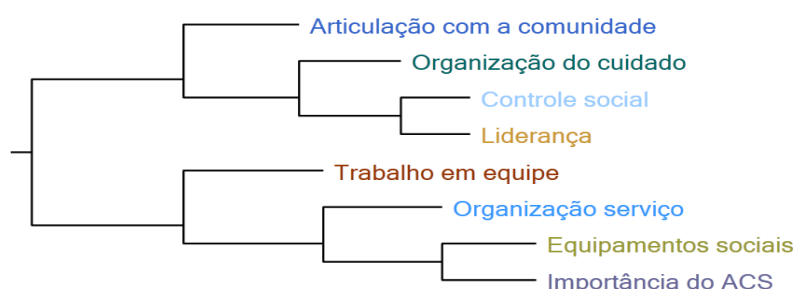 Articulação com a comunidade
Organização do cuidado
Controle social
Liderança
Trabalho em equipe
Organização serviço
Equipamentos sociais
Importância do ACS